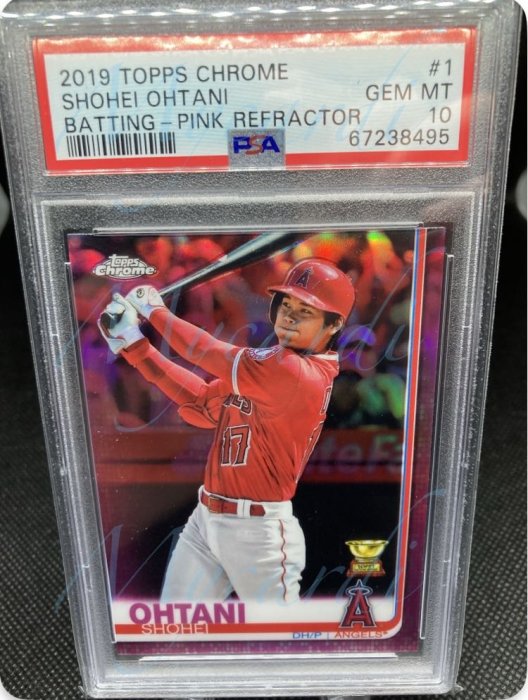 2019 TOPPS CHROME #1
SHOHEI OHTANI GEM MT
BATTING-PINK REFRACTOR 10
PSA 67238495
Topps
Chrome
17
OHTANI
SHOHEI
DH/P ANGELS
A